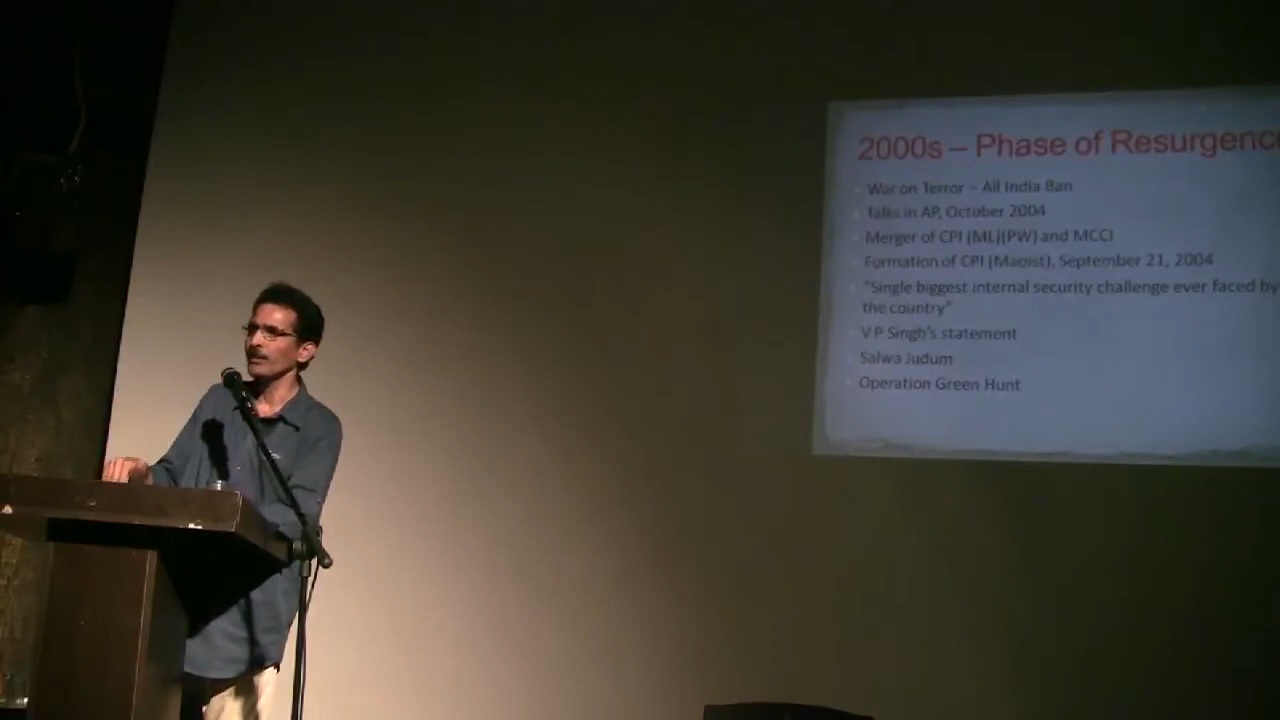 2000s – Phase of Resurgence
War on Terror – All India Ban
Talks in AP, October 2004
Merger of CPI (ML)(PW) and MCCI
Formation of CPI (Maoist), September 21, 2004
"Single biggest internal security challenge ever faced by
the country"
V P Singh's statement
Salwa Judum
Operation Green Hunt